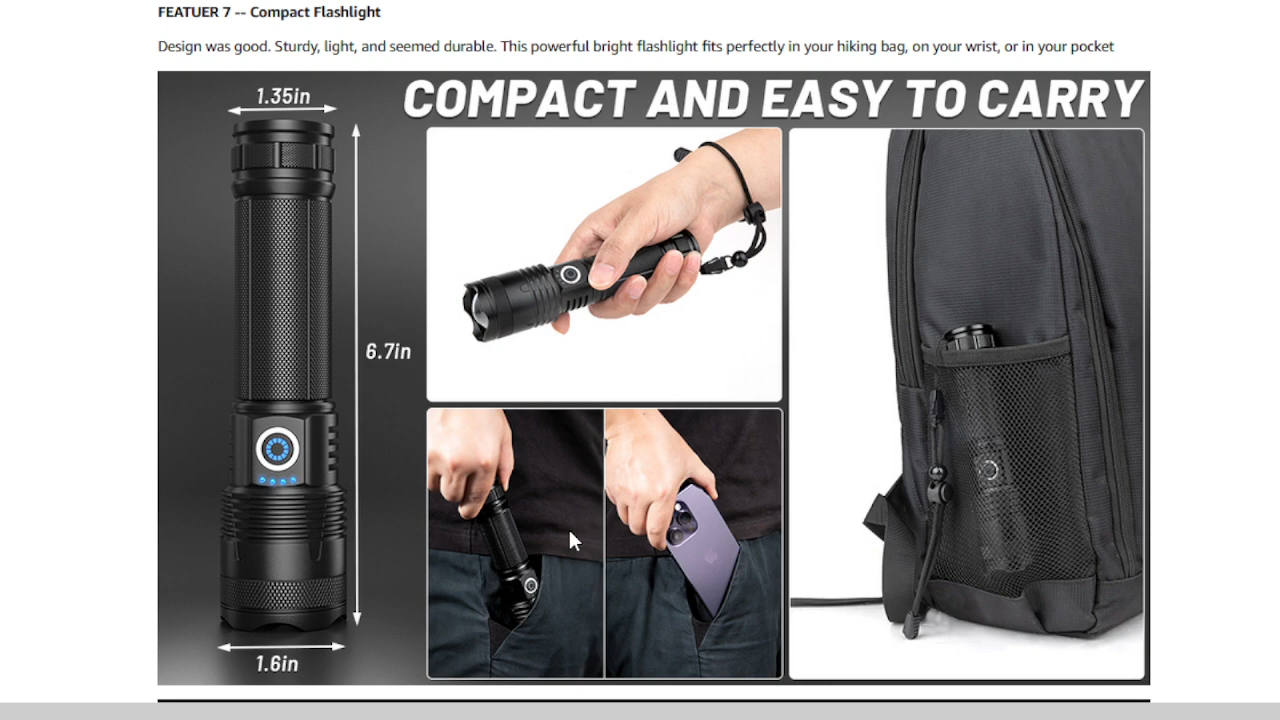 FEATUER 7 -- Compact Flashlight
Design was good. Sturdy, light, and seemed durable. This powerful bright flashlight fits perfectly in your hiking bag, on your wrist, or in your pocket
COMPACT AND EASY TO CARRY
1.35in
6.7in
1.6in